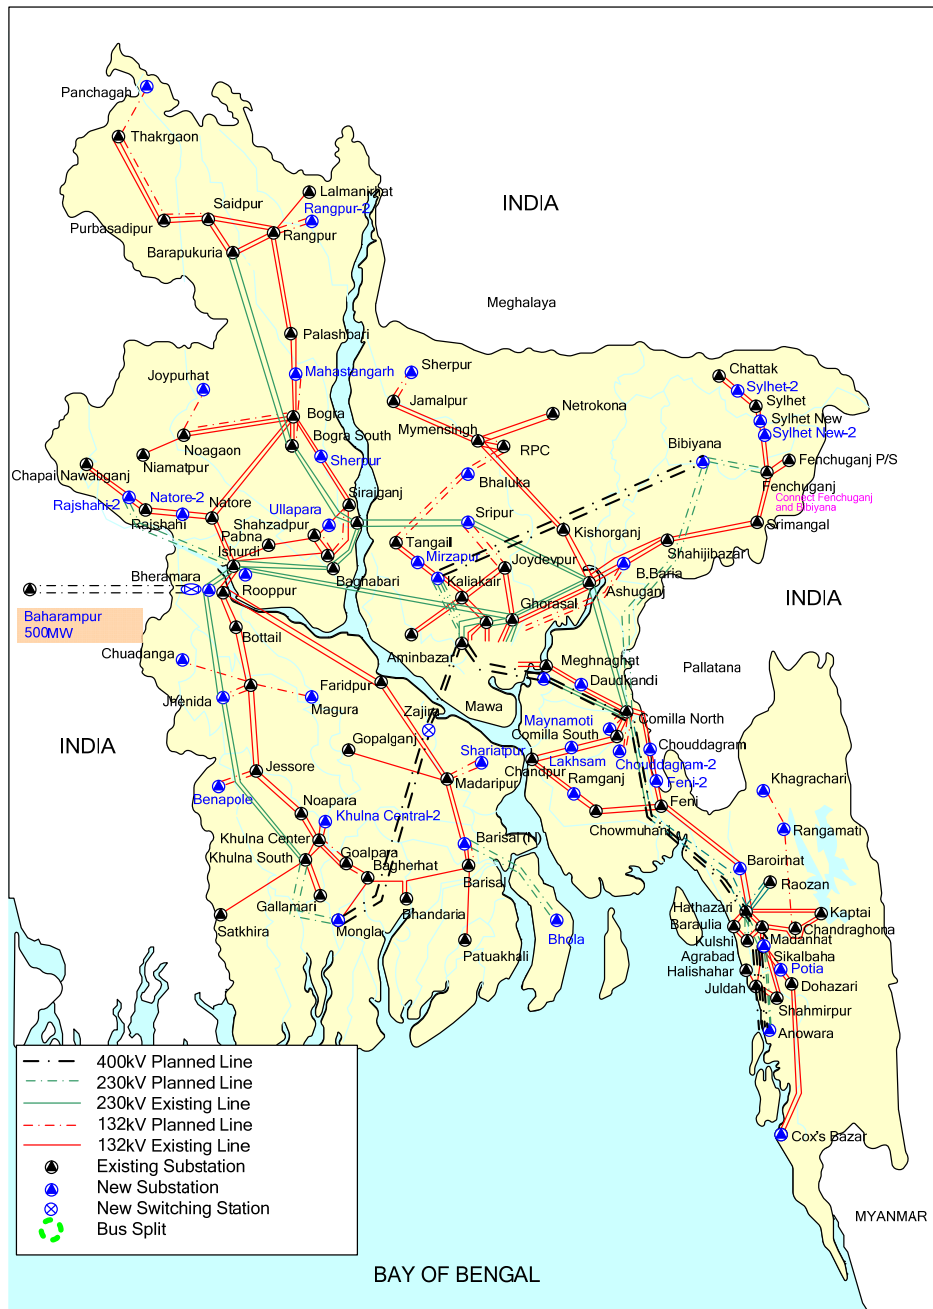 Panchagah
Thakrgaon
Lalmanirhat
Saidpur
Rangpur-2
INDIA
Purbasadipur
Rangpur
Barapukuria
Meghalaya
Palashbari
Mahastangarh
Sherpur
Joypurhat
Chattak
Sylhet-2
Jamalpur
Sylhet
Netrokona
Bogra
Sylhet New
Mymensingh
Sylhet New-2
Noagaon
Bogra South
RPC
Bibiyana
Niamatpur
Sherpur
Fenchuganj P/S
Chapai Nawabganj
Bhaluka
Fenchuganj
Sirajganj
Connect Fenchuganj
and Bibiyana
Rajshahi-2
Natore-2
Natore
Ullapara
Rajshahi
Shahzadpur
Sripur
Srimangal
Pabna
Kishorganj
Tangail
Shahijibazar
Ishurdi
Mirzapur
Joydevpur
B.Baria
Bheramara
Rooppur
Baghabari
Kaliakair
Ashuganj
Ghorasal
INDIA
Baharampur
500MW
Bottail
Aminbazar
Chuadanga
Meghnaghat
Pallatana
Daudkandi
Faridpur
Jhenida
Magura
Zajira
Mawa
Maynamoti
Comilla North
INDIA
Gopalganj
Comilla South
Chouddagram
Shariatpur
Lakhsam
Chouddagram-2
Chandpur
Jessore
Madaripur
Ramganj
Feni-2
Khagrachari
Benapole
Noapara
Feni
Khulna Central-2
Chowmuhani
Rangamati
Khulna Center
Barisal (N)
Khulna South
Goalpara
Bagherhat
Baroirhat
Barisal
Raozan
Gallamari
Bhandaria
Hathazari
Kaptai
Satkhira
Mongla
Baraulia
Chandraghona
Bhola
Kulshi
Madanhat
Patuakhali
Agrabad
Sikalbaha
Halishahar
Potia
Juldah
Dohazari
Shahmirpur
Anowara
400kV Planned Line
230kV Planned Line
230kV Existing Line
132kV Planned Line
132kV Existing Line
Existing Substation
New Substation
New Switching Station
Bus Split
Cox's Bazar
MYANMAR
BAY OF BENGAL